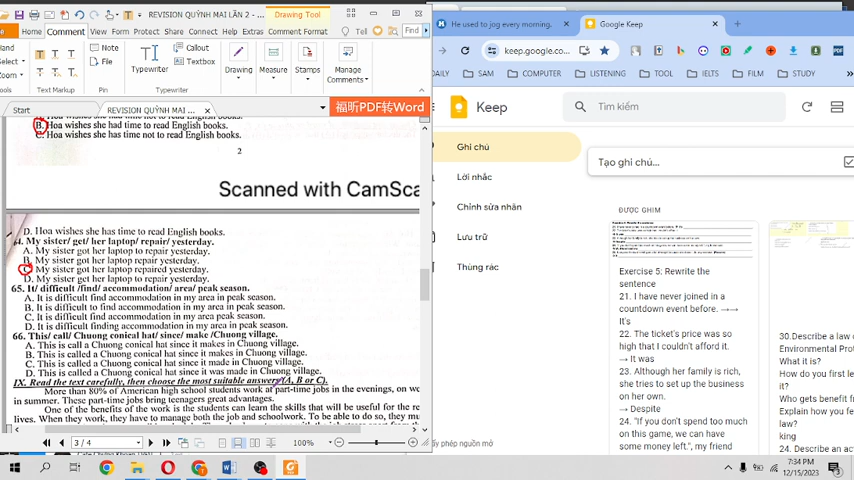 REVISION QUỲNH MAI LẦN 2 -
Drawing Tool
He used to jog every morning.
Google Keep
Comment
View
Form
Protect
Share
Connect
Help
Comment Format
Tell
Find
keep.google.co...
Note
File
Typewriter
Callout
Textbox
Drawing
Measure
Stamps
Manage
Comments
DAILY
SAM
COMPUTER
LISTENING
TOOL
IELTS
FILM
STUDY
Start
REVISION QUỲNH MAI LẦN ...
福昕PDF转Word
Keep
Tìm kiếm
B. Hoa wishes she had time to read English books.
C. Hoa wishes she has time not to read English books.
2
Scanned with CamSca
D. Hoa wishes she has time to read English books.
64. My sister/ get/ her laptop/ repair/ yesterday.
A. My sister got her laptop to repair yesterday.
B. My sister got her laptop repair yesterday.
C. My sister got her laptop repaired yesterday.
D. My sister get her laptop to repair yesterday.
65. It/ difficult /find/ accommodation/ area/ peak season.
A. It is difficult find accommodation in my area in peak season.
B. It is difficult to find accommodation in my area in peak season.
C. It is difficult finds accommodation in my area in peak season.
D. It is difficult finding accommodation in my area in peak season.
66. This/ call/ Chuong conical hat/ since/ make /Chuong village.
A. This is call a Chuong conical hat since it makes in Chuong village.
B. This is called a Chuong conical hat since it makes in Chuong village.
C. This is called a Chuong conical hat since it made in Chuong village.
D. This is called a Chuong conical hat since it was made in Chuong village.
IX. Read the text carefully, then choose the most suitable answers (A, B or C).
More than 80% of American high school students work at part-time jobs in the evenings, on we
in summer. These part-time jobs bring teenagers great advantages.
One of the benefits of the work is the students can learn the skills that will be useful for the re
lives. When they work, they have to manage both the job and schoolwork. To be able to do so, they mu
3 / 4
100%
Ghi chú
Lời nhắc
Chỉnh sửa nhãn
Lưu trữ
Thùng rác
Tạo ghi chú...
ĐƯỢC GHIM
Exercise 5: Rewrite the
sentence
21. I have never joined in a
countdown event before. →→
It's
22. The ticket's price was so
high that I couldn't afford it.
→ It was
23. Although her family is rich,
she tries to set up the business
on her own.
→ Despite
24. "If you don't spend too much
on this game, we can have
some money left.", my friend
30.Describe a law o
Environmental Prote
What it is?
How do you first lea
it?
Who gets benefit fr
Explain how you fe
law?
king
24. Describe an act
ấy phép nguồn mở
7:34 PM
12/15/2023